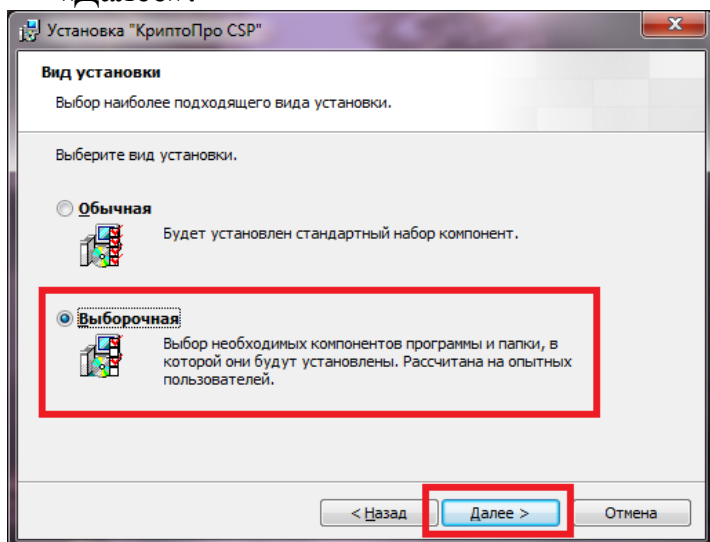 «Далее».
Установка "КриптоПро CSP"
Вид установки
Выбор наиболее подходящего вида установки.
Выберите вид установки.
Обычная
Будет установлен стандартный набор компонент.
Выборочная
Выбор необходимых компонентов программы и папки, в
которой они будут установлены. Рассчитана на опытных
пользователей.
< Назад
Далее >
Отмена